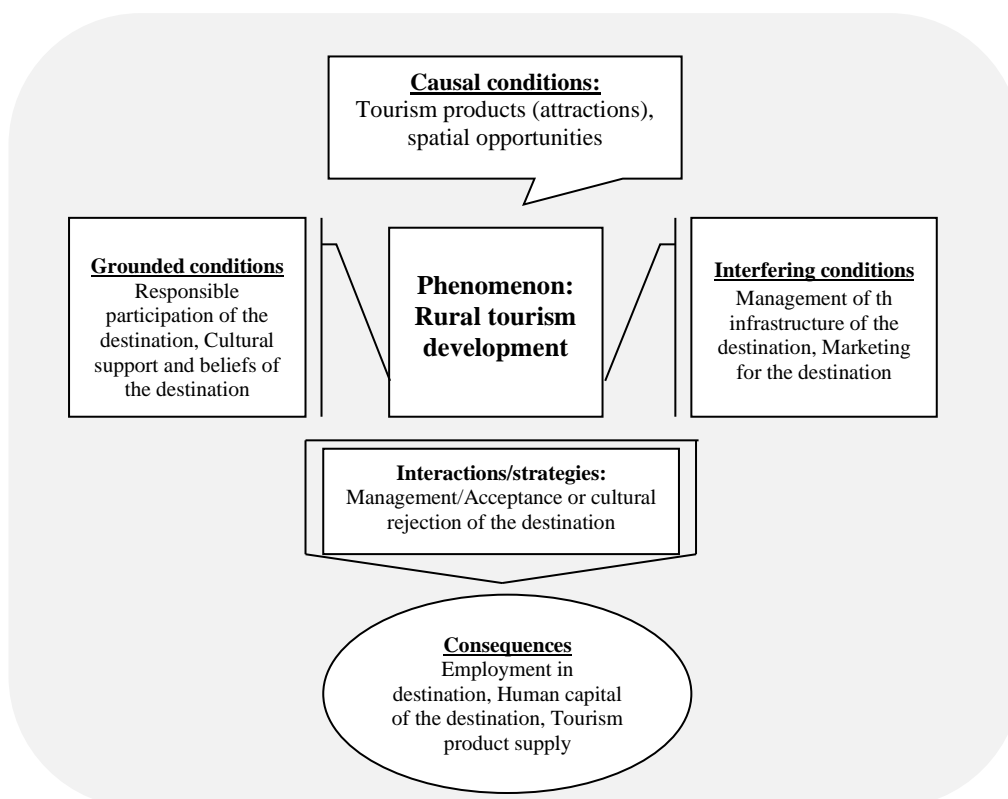 Causal conditions:
Tourism products (attractions),
spatial opportunities
Grounded conditions
Responsible
participation of the
destination, Cultural
support and beliefs of
the destination
Phenomenon:
Rural tourism
development
Interfering conditions
Management of th
infrastructure of the
destination, Marketing
for the destination
Interactions/strategies:
Management/Acceptance or cultural
rejection of the destination
Consequences
Employment in
destination, Human capital
of the destination, Tourism
product supply